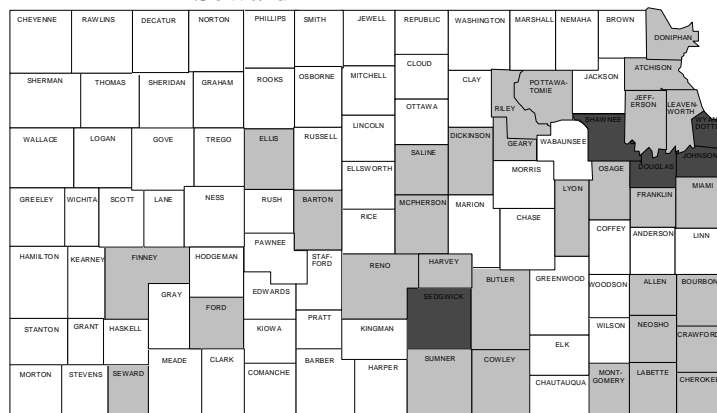 CHEYENNE RAWLINS DECATUR NORTON PHILLIPS SMITH JEWELL REPUBLIC WASHINGTON MARSHALL NEMAHA BROWN
DONIPHAN
SHERMAN THOMAS SHERIDAN GRAHAM ROOKS OSBORNE MITCHELL CLOUD CLAY RILEY POTTAWA-
TOMIE JACKSON ATCHISON
JEFF-
ERSON LEAVEN-
WORTH
OTTAWA
WALLACE LOGAN GOVE TREGO ELLIS RUSSELL LINCOLN SALINE DICKINSON GEARY WABAUNSEE SHAWNEE DOUGLAS JOHNSON
ELLSWORTH MORRIS OSAGE FRANKLIN MIAMI
GREELEY WICHITA SCOTT LANE NESS RUSH BARTON RICE MCPHERSON MARION CHASE LYON COFFEY ANDERSON LINN
HAMILTON KEARNEY FINNEY HODGEMAN PAWNEE STAF-
FORD RENO HARVEY BUTLER GREENWOOD WOODSON ALLEN BOURBON
GRAY FORD EDWARDS PRATT SEDGWICK
STANTON GRANT HASKELL KIOWA KINGMAN ELK WILSON NEOSHO CRAWFORD
MORTON STEVENS SEWARD MEADE CLARK COMANCHE BARBER HARPER SUMNER COWLEY CHAUTAUQUA MONT-
GOMERY LABETTE CHEROKEE